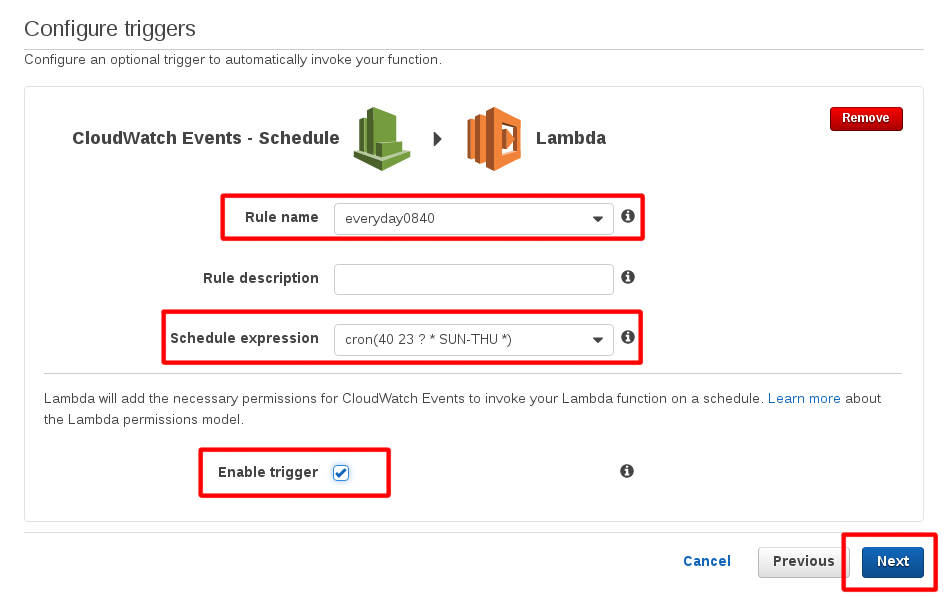 Configure triggers
Configure an optional trigger to automatically invoke your function.
CloudWatch Events - Schedule
Lambda
Remove
Rule name
everyday0840
Rule description
Schedule expression
cron(40 23 ? * SUN-THU *)
Lambda will add the necessary permissions for CloudWatch Events to invoke your Lambda function on a schedule. Learn more about
the Lambda permissions model.
Enable trigger
Cancel
Previous
Next